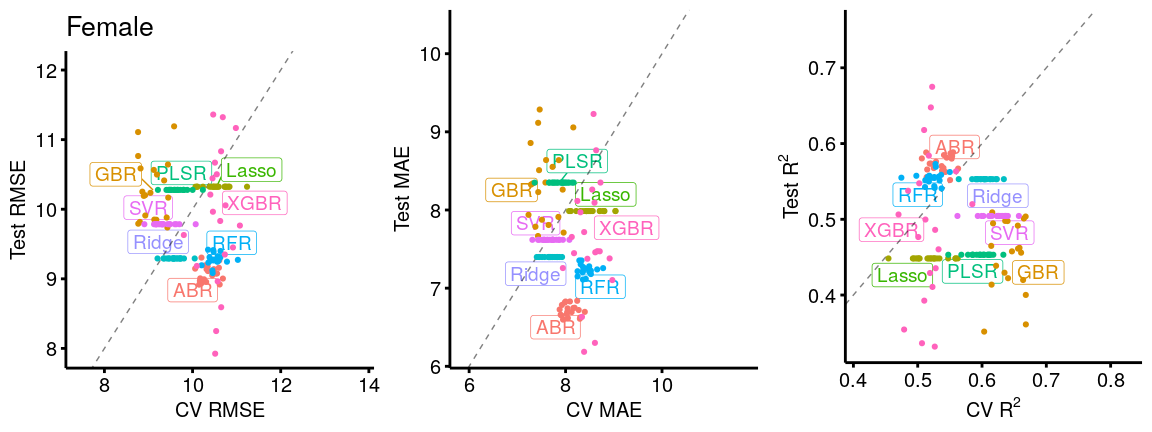 Female
12
11
10
9
8
8
10
12
14
Test RMSE
CV RMSE
GBR
PLSR
Lasso
SVR
XGBR
Ridge
RFR
ABR
10
9
8
7
6
6
8
10
Test MAE
CV MAE
PLSR
GBR
Lasso
SVR
XGBR
Ridge
RFR
ABR
0.7
0.6
0.5
0.4
0.4
0.5
0.6
0.7
0.8
Test R²
CV R²
ABR
RFR
Ridge
XGBR
SVR
Lasso
PLSR
GBR